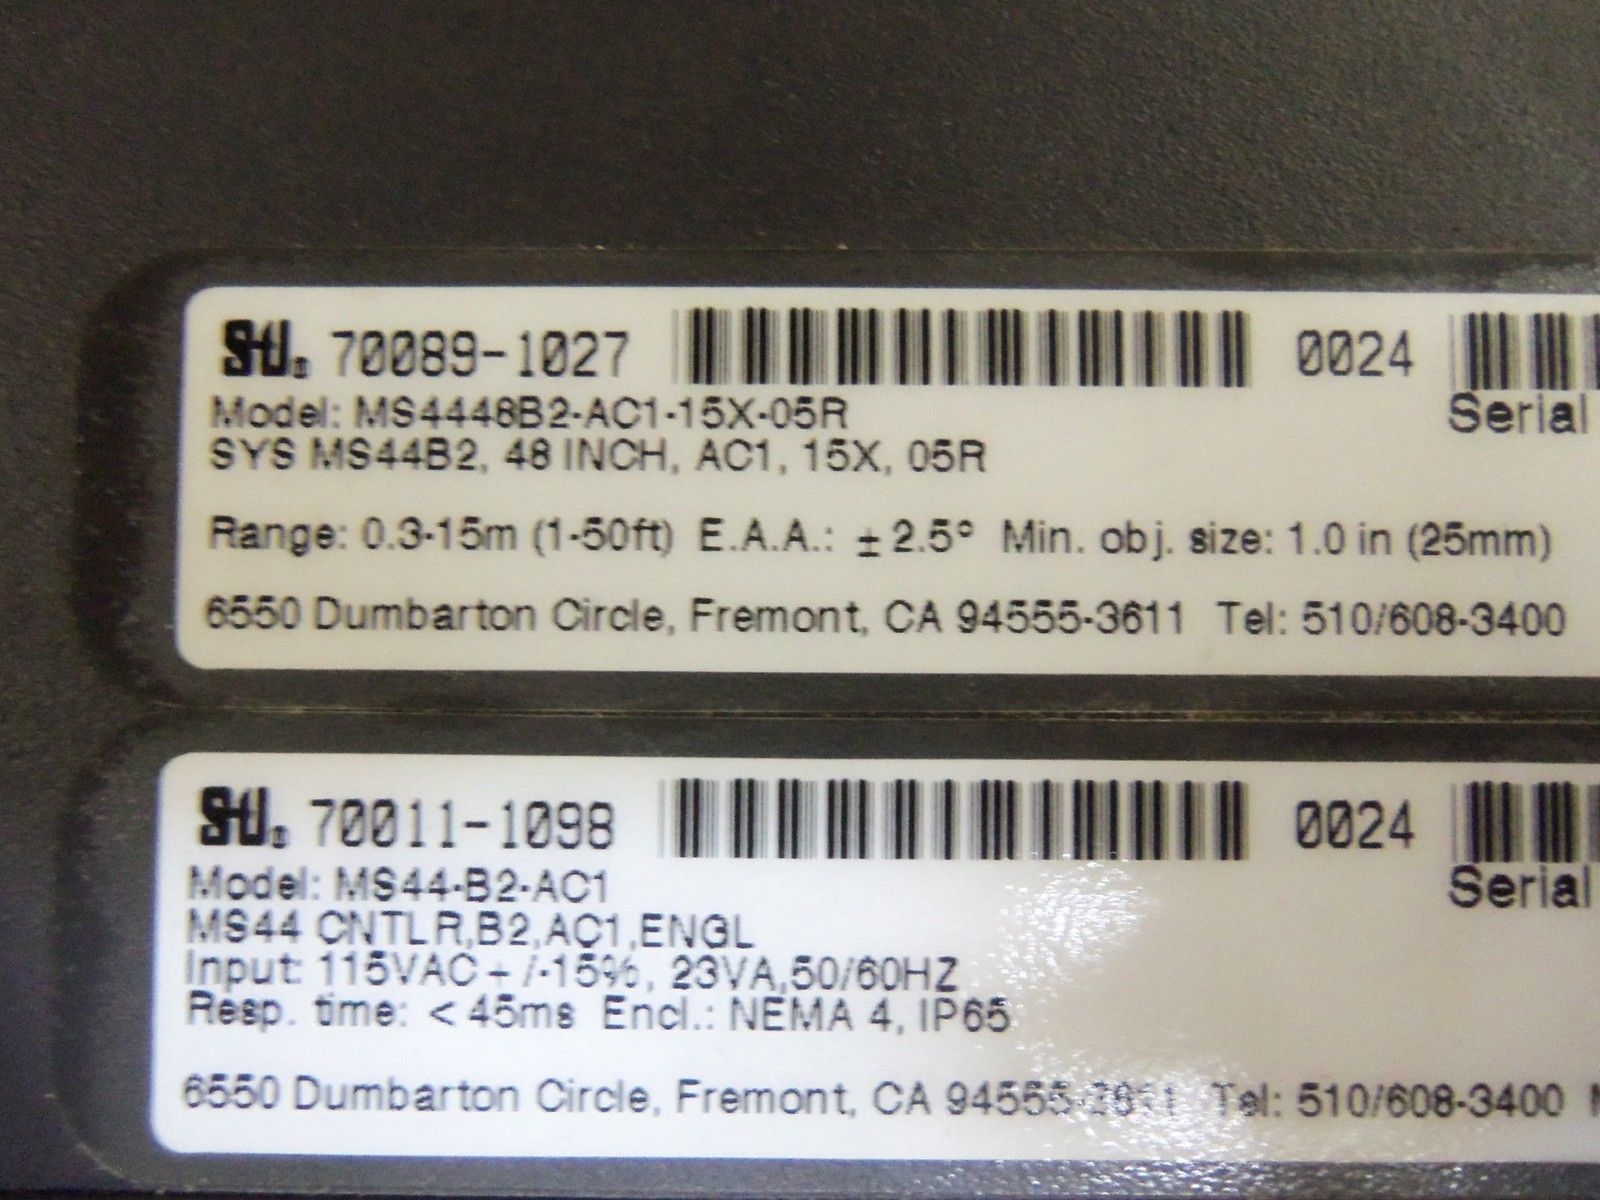 STI® 70089-1027 0024
Model: MS4448B2-AC1-15X-05R Serial
SYS MS44B2, 48 INCH, AC1, 15X, 05R
Range: 0.3-15m (1-50ft) E.A.A.: ±2.5° Min. obj. size: 1.0 in (25mm)
6550 Dumbarton Circle, Fremont, CA 94555-3611 Tel: 510/608-3400
STI® 70011-1098 0024
Model: MS44-B2-AC1 Serial
MS44 CNTLR,B2,AC1,ENGL
Input: 115VAC+/-15%, 23VA,50/60HZ
Resp. time: <45ms Encl.: NEMA 4, IP65
6550 Dumbarton Circle, Fremont, CA 94555-3611 Tel: 510/608-3400